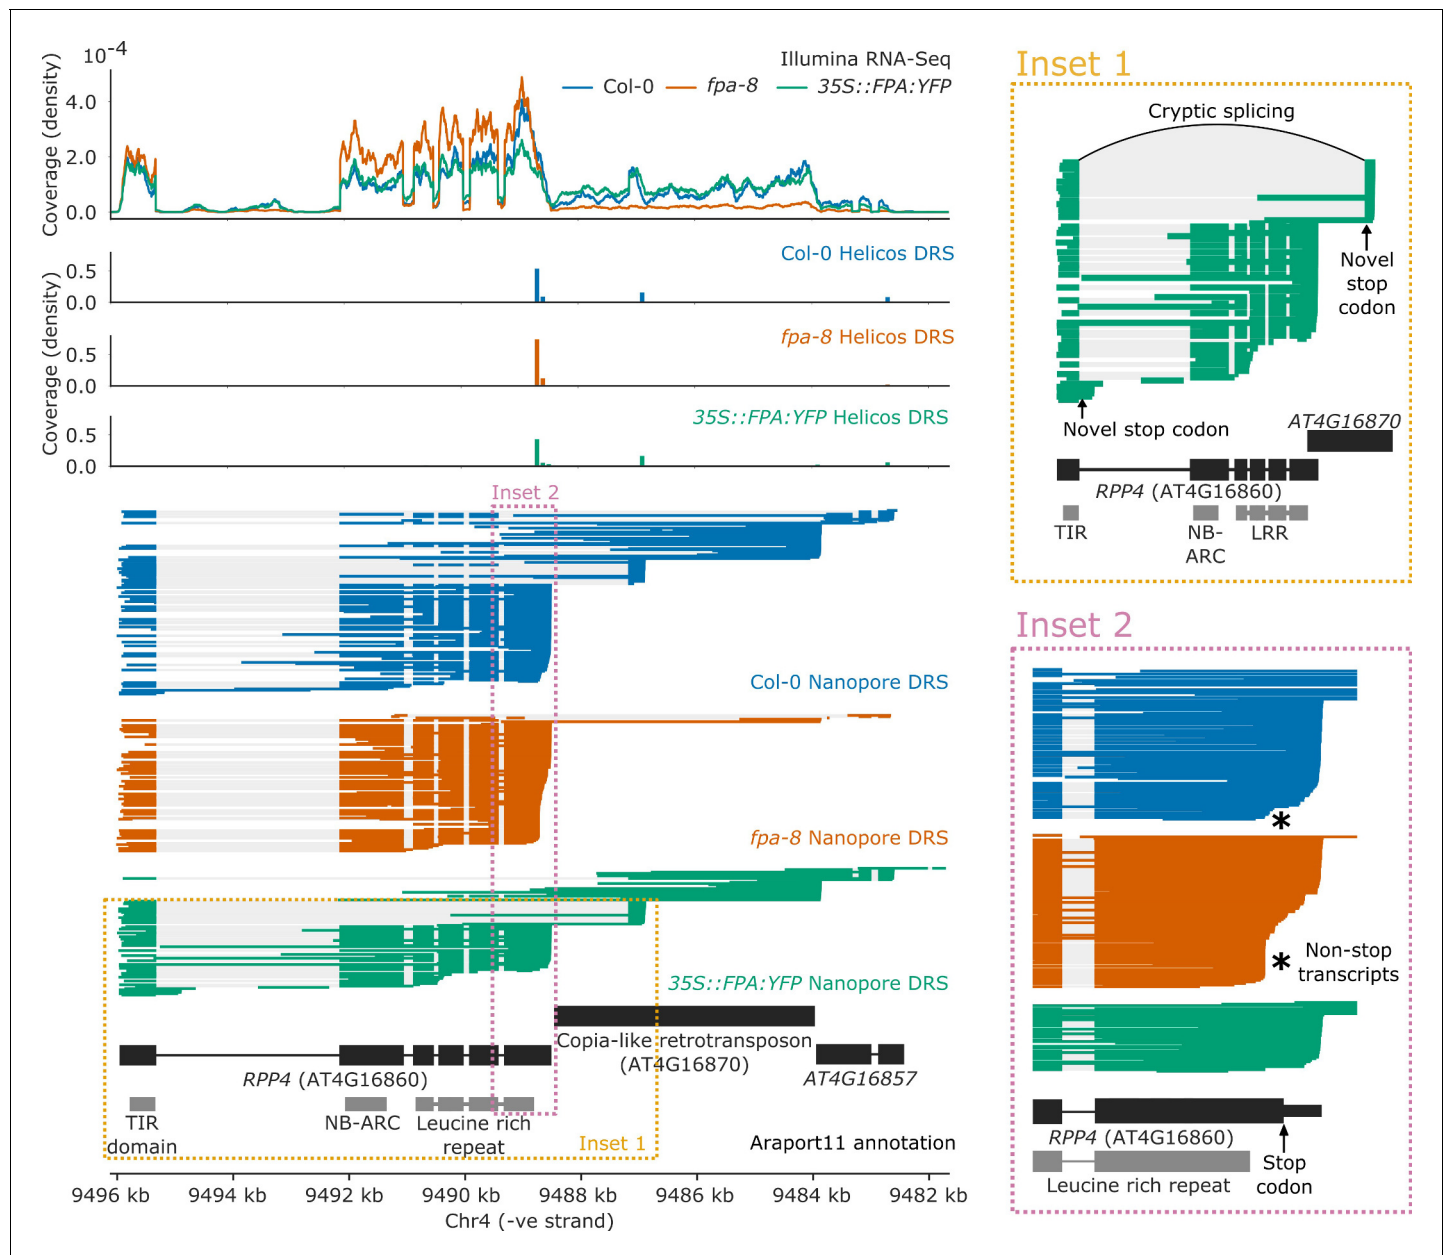 10-4
Illumina RNA-Seq
Col-0
fpa-8
35S::FPA:YFP
Coverage (density)
4.0
2.0
0.0
Col-0 Helicos DRS
0.5
0.0
fpa-8 Helicos DRS
Coverage (density)
0.5
0.0
35S::FPA:YFP Helicos DRS
0.5
0.0
Inset 2
Col-0 Nanopore DRS
fpa-8 Nanopore DRS
35S::FPA:YFP Nanopore DRS
Copia-like retrotransposon
(AT4G16870)
RPP4 (AT4G16860)
AT4G16857
TIR
domain
NB-ARC
Leucine rich
repeat
Inset 1
Araport11 annotation
9496 kb
9494 kb
9492 kb
9490 kb
9488 kb
9486 kb
9484 kb
9482 kb
Chr4 (-ve strand)
Inset 1
Cryptic splicing
Novel
stop
codon
Novel stop codon
AT4G16870
RPP4 (AT4G16860)
TIR
NB-
ARC
LRR
Inset 2
*
*
Non-stop
transcripts
RPP4 (AT4G16860)
Leucine rich repeat
Stop
codon